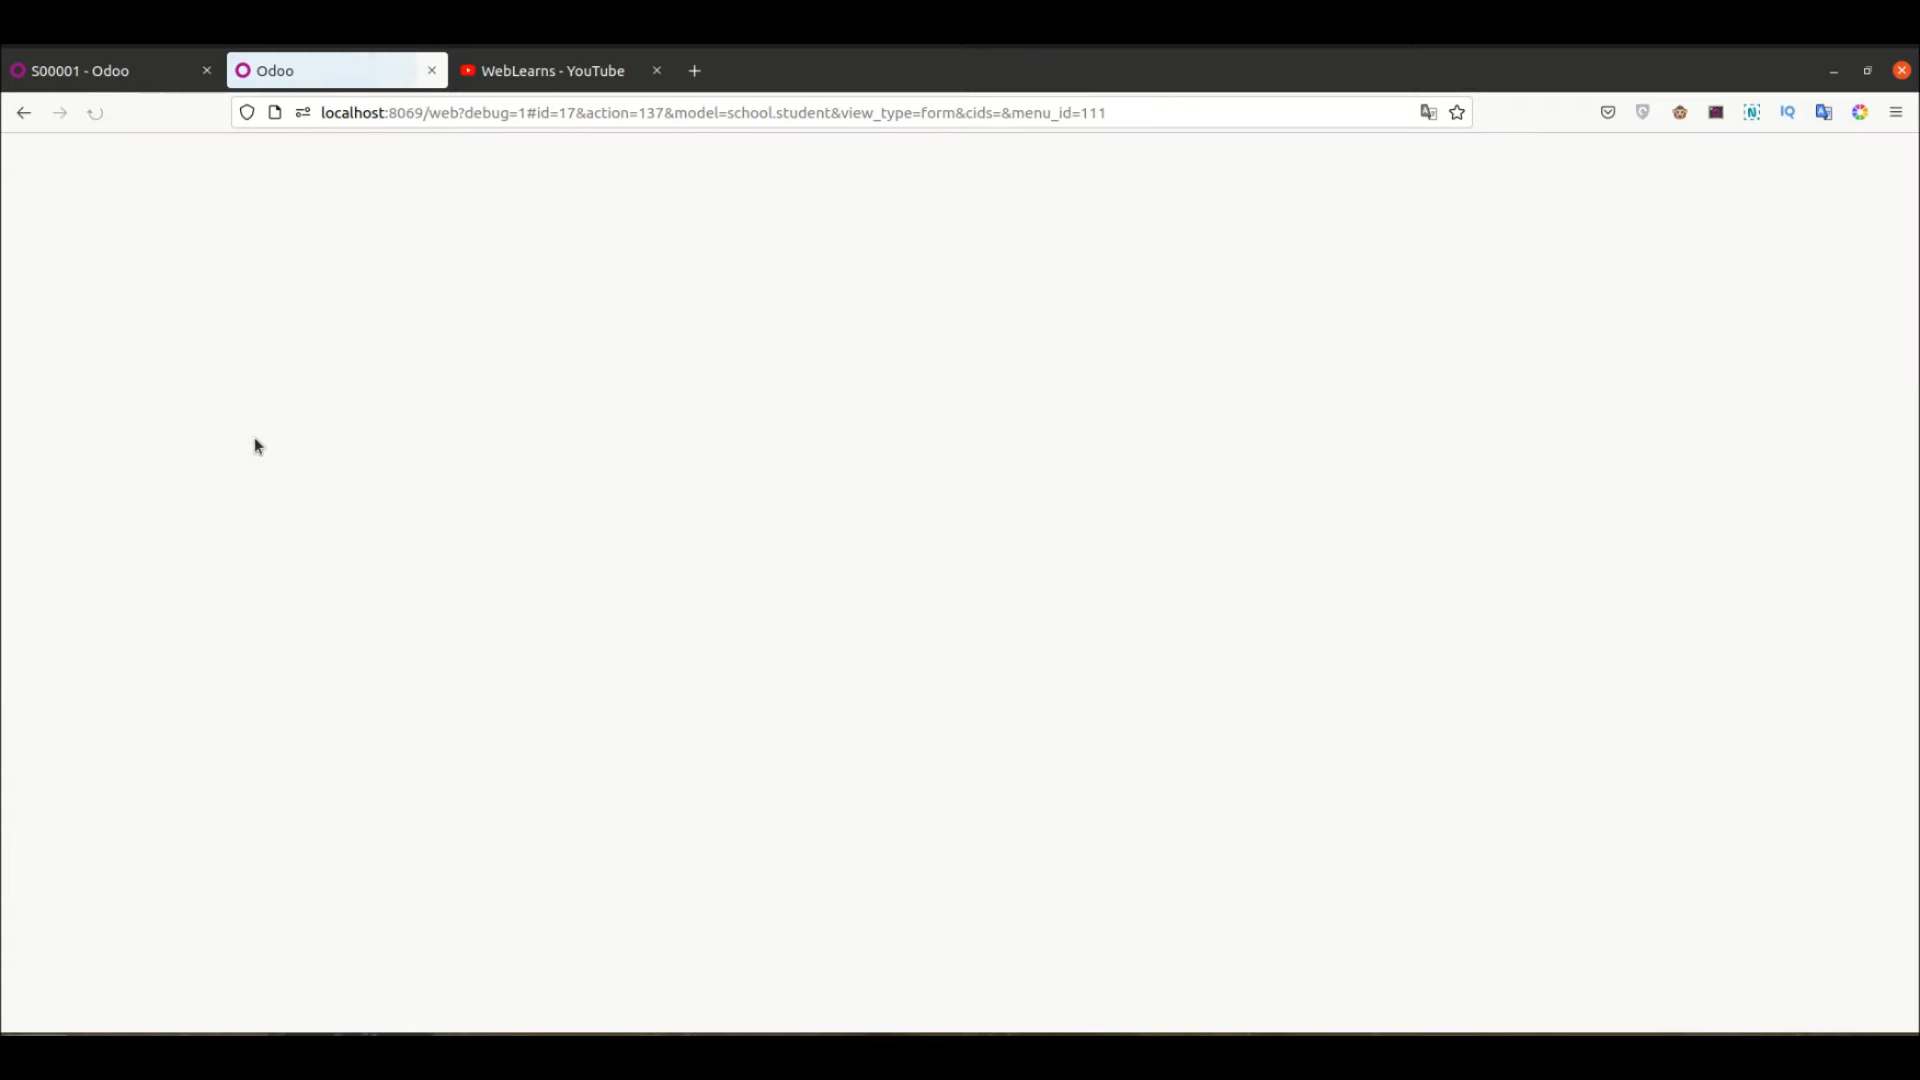 S00001 - Odoo
Odoo
WebLearns - YouTube
localhost:8069/web?debug=1#id=17&action=137&model=school.student&view_type=form&cids=&menu_id=111
IQ